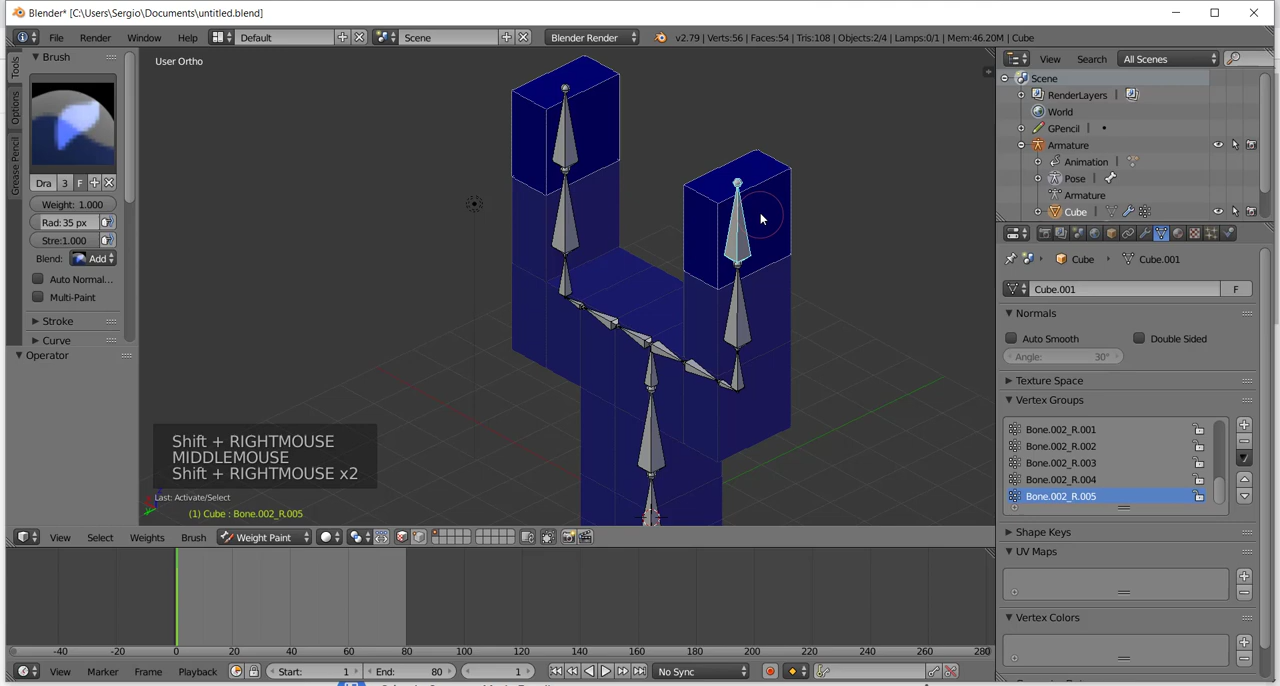 Blender* [C:\Users\Sergio\Documents\untitled.blend]
File Render Window Help Default Scene Blender Render v2.79 | Verts:56 | Faces:54 | Tris:108 | Objects:2/4 | Lamps:0/1 | Mem:46.20M | Cube
Tools
Options
Grease Pencil
Brush
Dra 3 F
Weight: 1.000
Rad: 35 px
Stre:1.000
Blend: Add
Auto Normal...
Multi-Paint
Stroke
Curve
Operator
User Ortho
Shift + RIGHTMOUSE
MIDDLEMOUSE
Shift + RIGHTMOUSE x2
Last: Activate/Select
(1) Cube : Bone.002_R.005
View Select Weights Brush Weight Paint
-40 -20 0 20 40 60 80 100 120 140 160 180 200 220 240 260 280
View Marker Frame Playback Start: 1 End: 80 1 No Sync
View Search All Scenes
Scene
RenderLayers
World
GPencil
Armature
Animation
Pose
Armature
Cube
Cube Cube.001
Cube.001 F
Normals
Auto Smooth Double Sided
Angle: 30°
Texture Space
Vertex Groups
Bone.002_R.001
Bone.002_R.002
Bone.002_R.003
Bone.002_R.004
Bone.002_R.005
Shape Keys
UV Maps
Vertex Colors